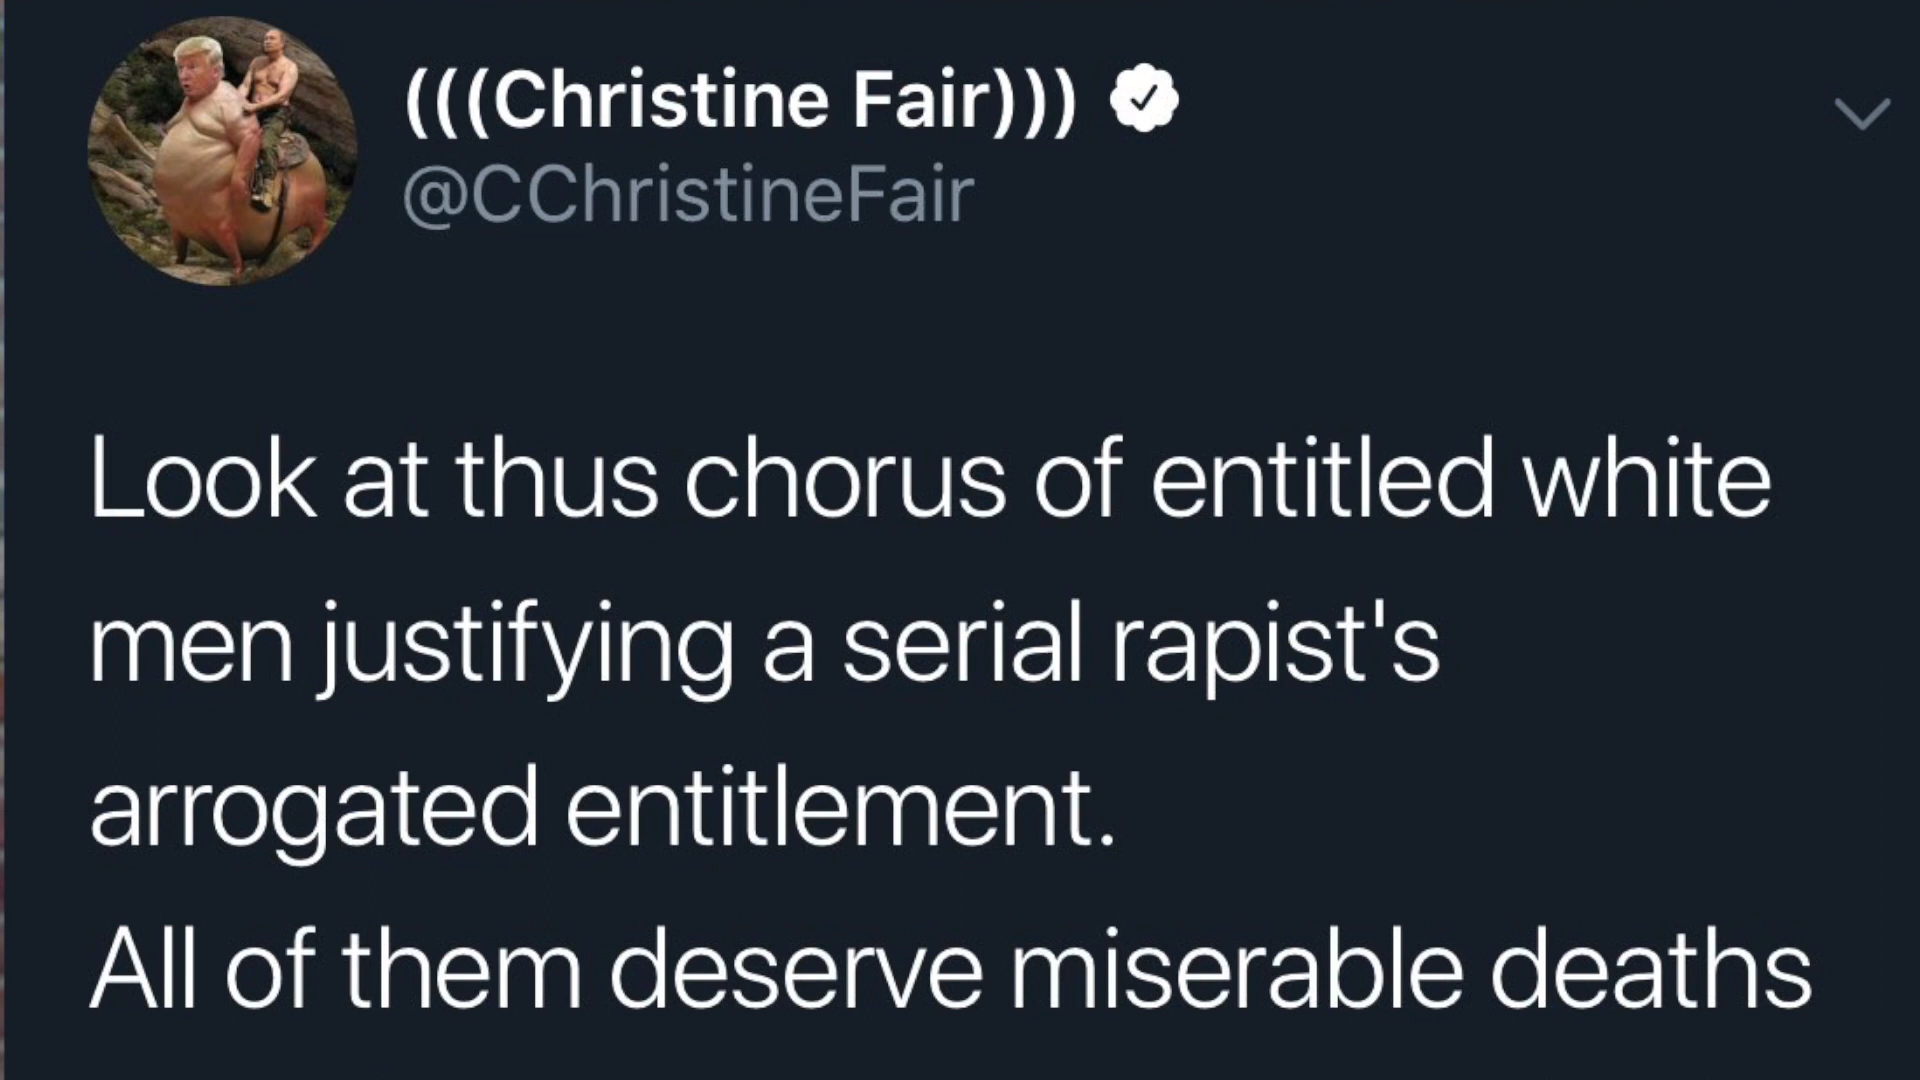 (((Christine Fair)))
@CChristineFair
Look at thus chorus of entitled white
men justifying a serial rapist's
arrogated entitlement.
All of them deserve miserable deaths